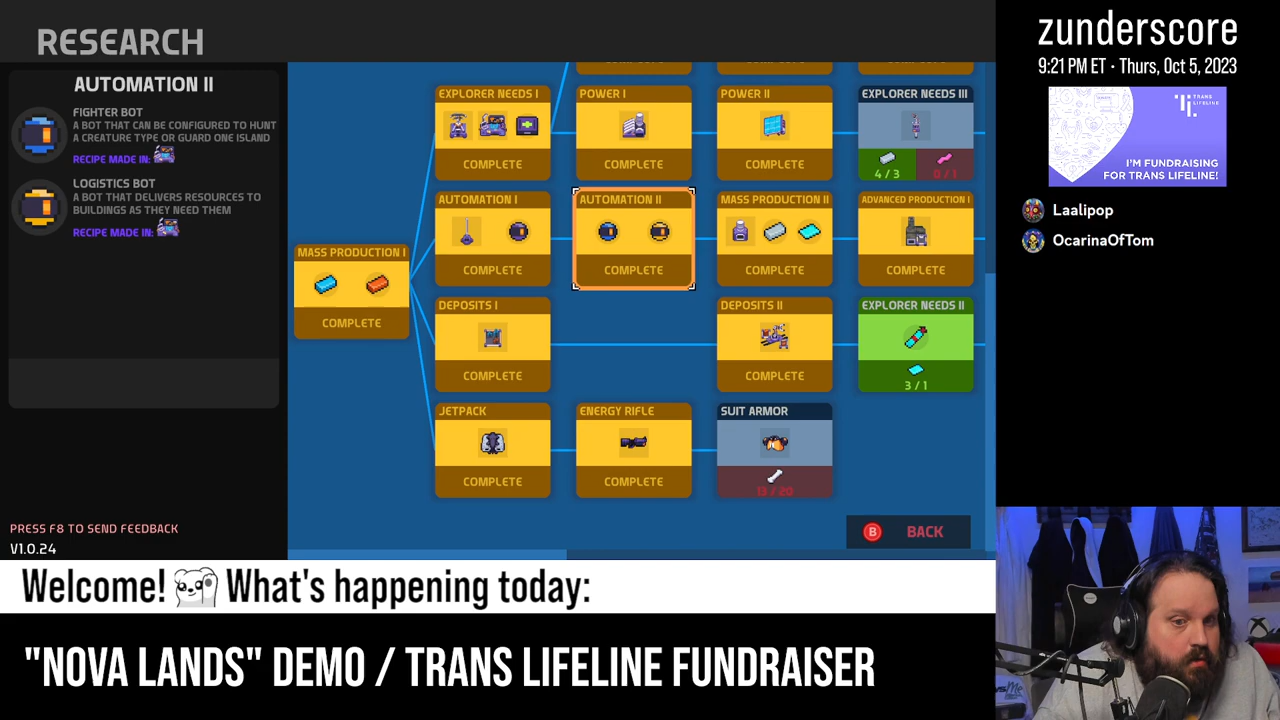 RESEARCH
AUTOMATION II
FIGHTER BOT
A BOT THAT CAN BE CONFIGURED TO HUNT
A CREATURE TYPE OR GUARD ONE ISLAND
RECIPE MADE IN:
LOGISTICS BOT
A BOT THAT DELIVERS RESOURCES TO
BUILDINGS AS THEY NEED THEM
RECIPE MADE IN:
PRESS F8 TO SEND FEEDBACK
V1.0.24
MASS PRODUCTION I
COMPLETE
EXPLORER NEEDS I
COMPLETE
POWER I
COMPLETE
POWER II
COMPLETE
EXPLORER NEEDS III
4 / 3
0 / 1
AUTOMATION I
COMPLETE
AUTOMATION II
COMPLETE
MASS PRODUCTION II
COMPLETE
ADVANCED PRODUCTION I
COMPLETE
DEPOSITS I
COMPLETE
DEPOSITS II
COMPLETE
EXPLORER NEEDS II
3 / 1
JETPACK
COMPLETE
ENERGY RIFLE
COMPLETE
SUIT ARMOR
13 / 20
B BACK
zunderscore
9:21 PM ET · Thurs, Oct 5, 2023
TRANS
LIFELINE
I'M FUNDRAISING
FOR TRANS LIFELINE!
Laalipop
OcarinaOfTom
Welcome! What's happening today:
"NOVA LANDS" DEMO / TRANS LIFELINE FUNDRAISER